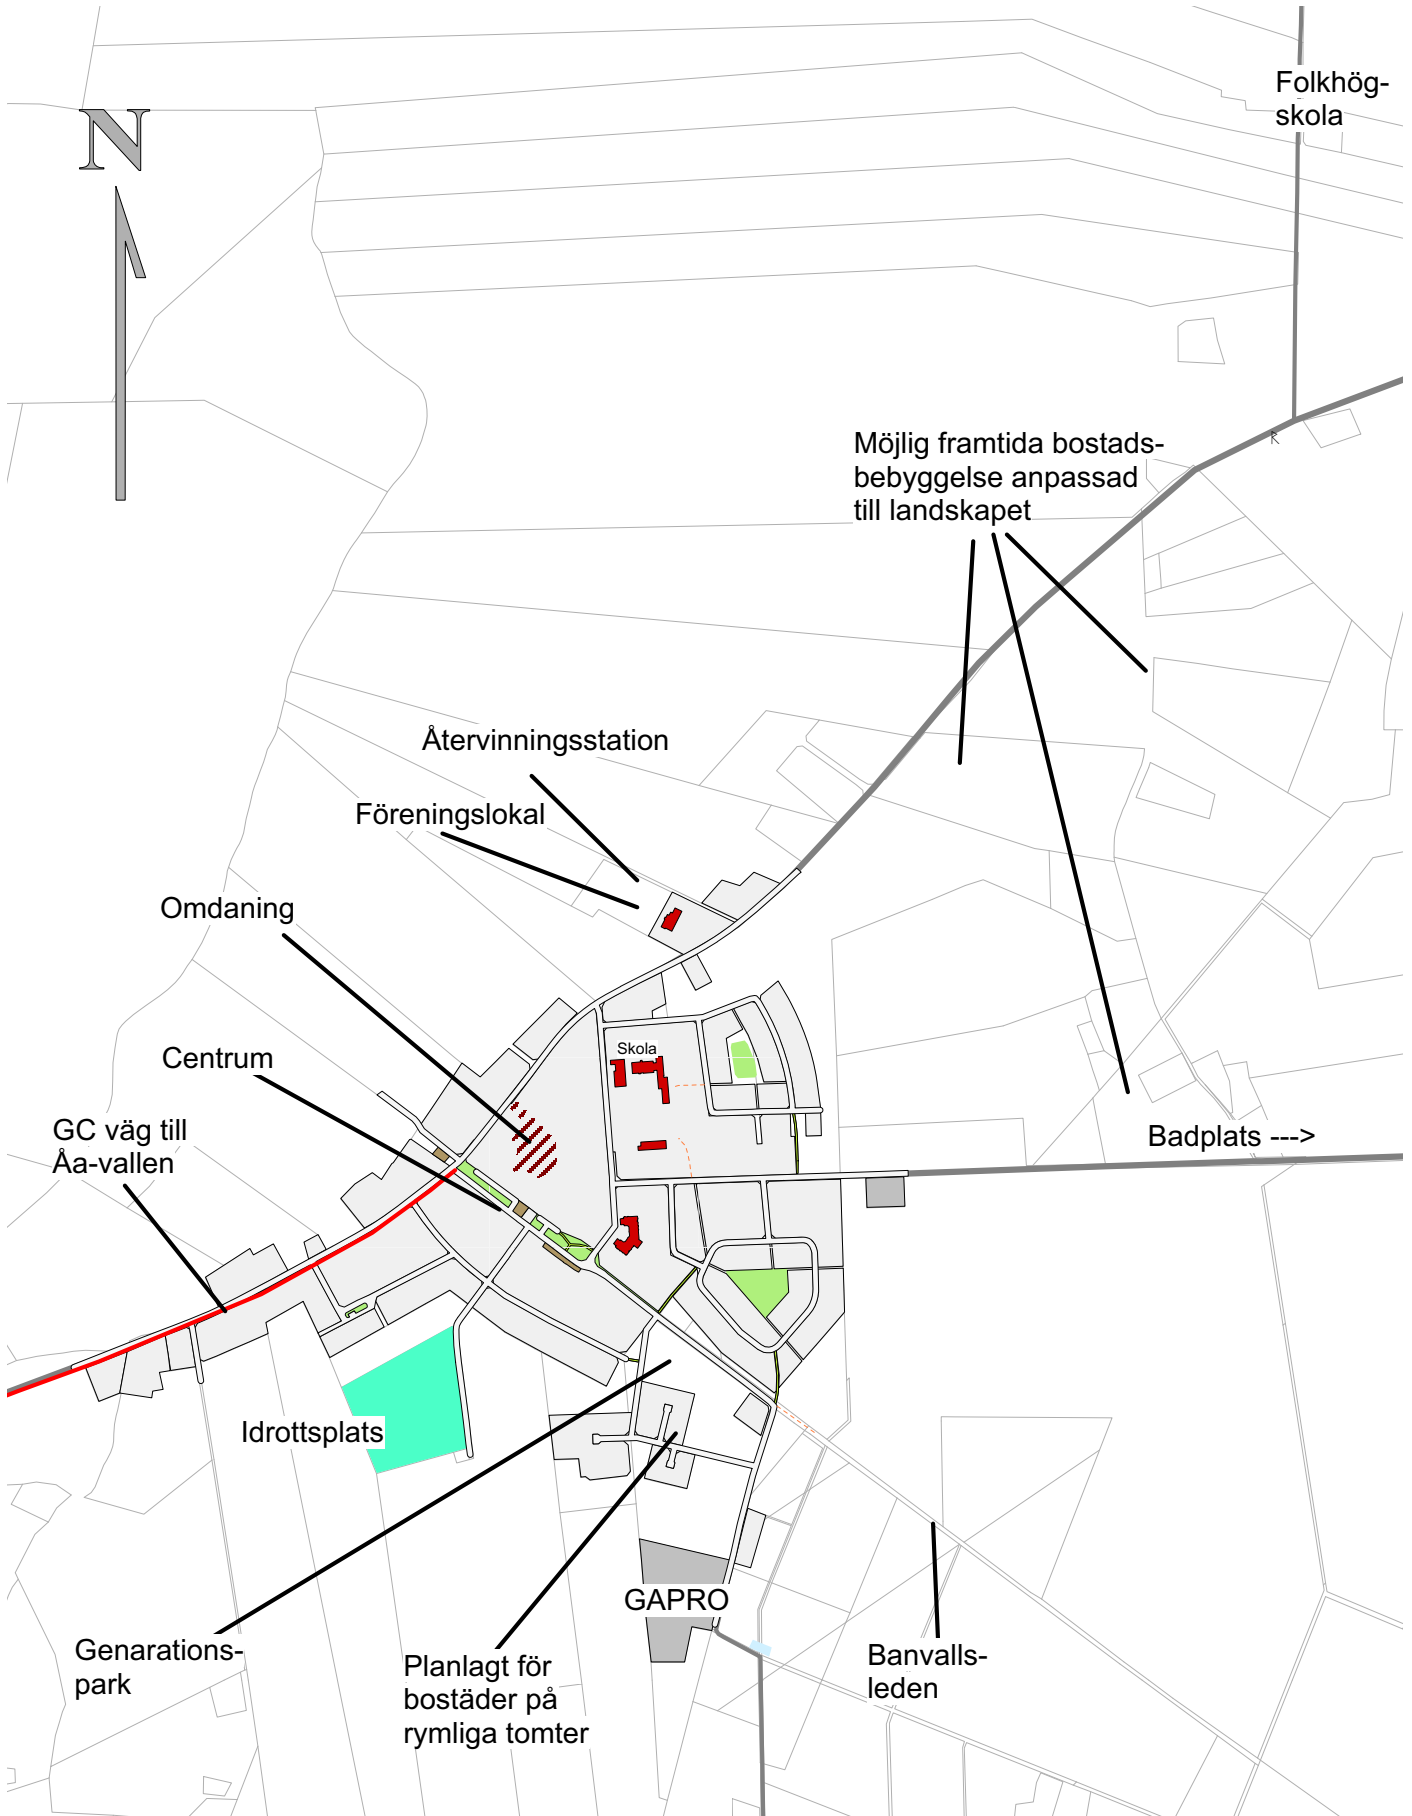 N
Folkhög-
skola
Möjlig framtida bostads-
bebyggelse anpassad
till landskapet
Återvinningsstation
Föreningslokal
Omdaning
Skola
Centrum
GC väg till
Åa-vallen
Badplats --->
Idrottsplats
GAPRO
Genarations-
park
Planlagt för
bostäder på
rymliga tomter
Banvalls-
leden